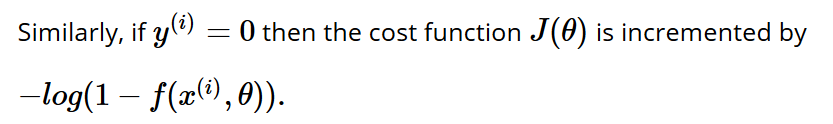 Similarly, if y⁽ⁱ⁾ = 0 then the cost function J(θ) is incremented by
−log(1 − f(x⁽ⁱ⁾, θ)).